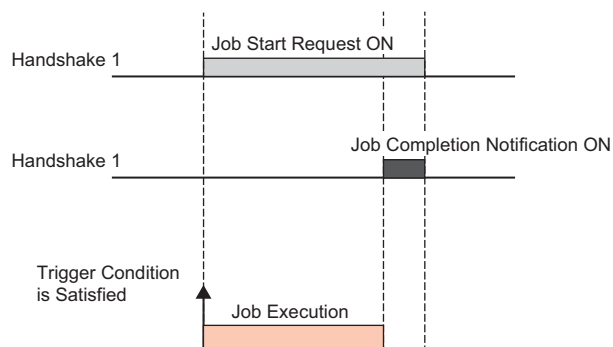 Job Start Request ON
Handshake 1
Job Completion Notification ON
Handshake 1
Trigger Condition
is Satisfied
Job Execution